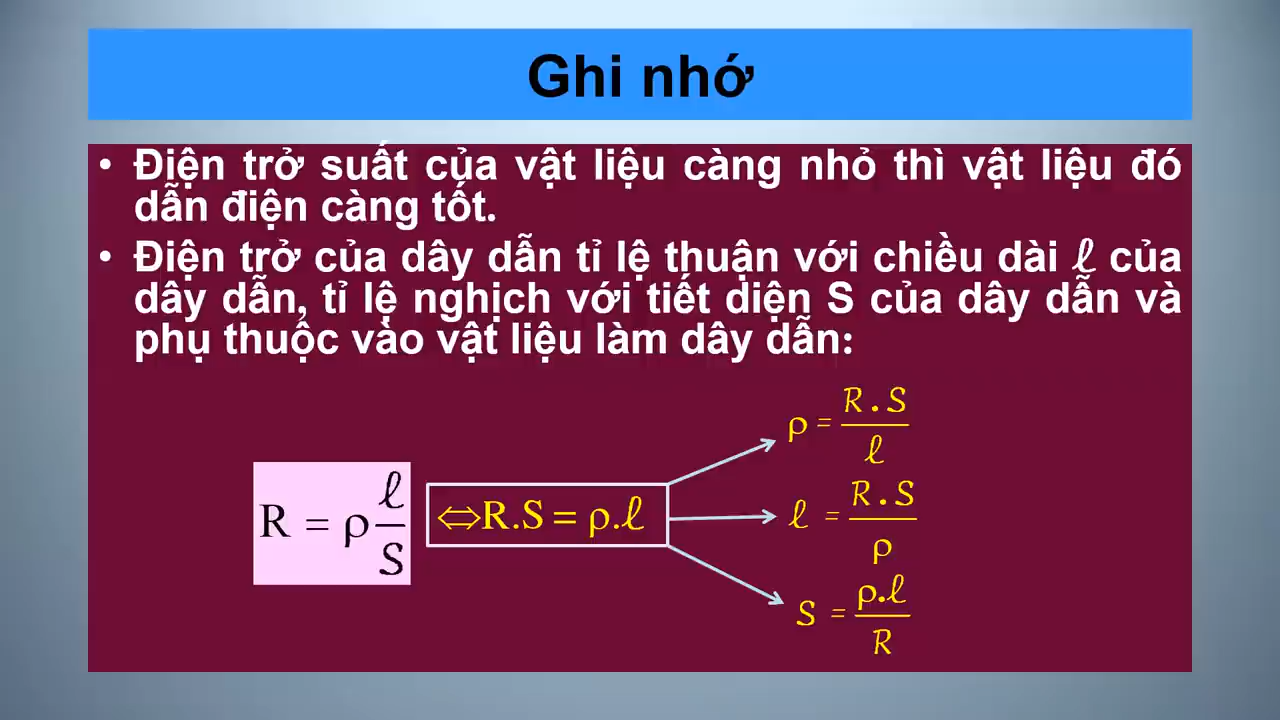 Ghi nhớ
• Điện trở suất của vật liệu càng nhỏ thì vật liệu đó
dẫn điện càng tốt.
• Điện trở của dây dẫn tỉ lệ thuận với chiều dài ℓ của
dây dẫn, tỉ lệ nghịch với tiết diện S của dây dẫn và
phụ thuộc vào vật liệu làm dây dẫn:
R = ρ ℓ/S
⇔R.S = ρ.ℓ
ρ = R.S/ℓ
ℓ = R.S/ρ
S = ρ.ℓ/R